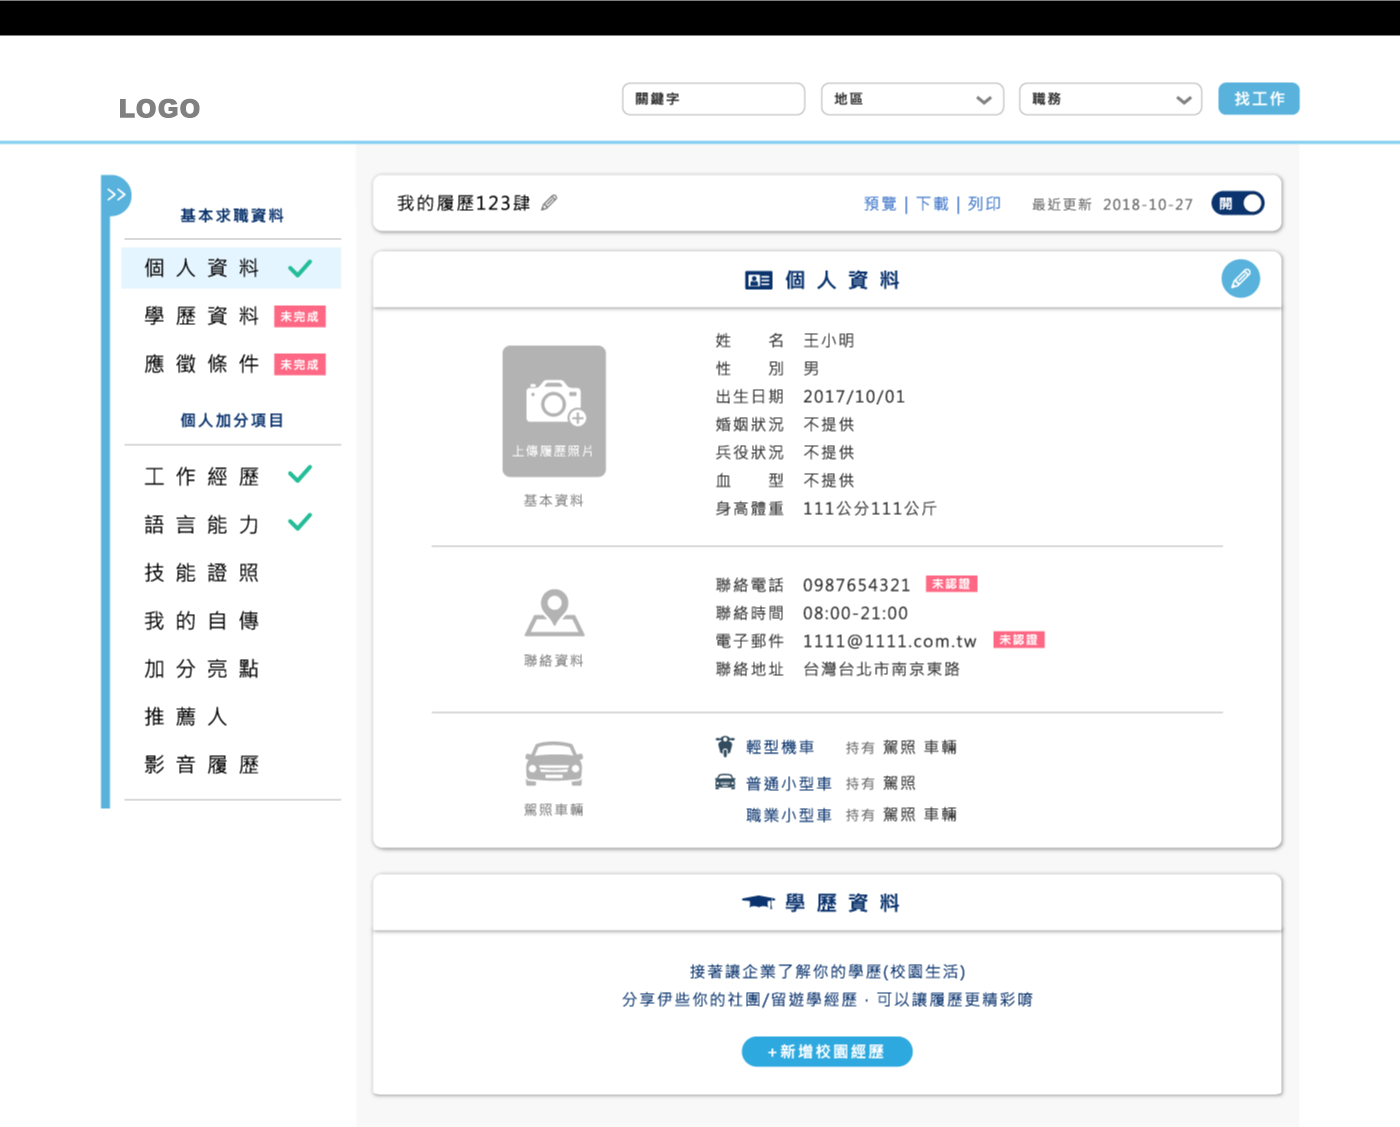 LOGO
關鍵字 地區 職務 找工作
>>
基本求職資料
個人資料
學歷資料 未完成
應徵條件 未完成
個人加分項目
工作經歷
語言能力
技能證照
我的自傳
加分亮點
推薦人
影音履歷
我的履歷123肆
預覽 | 下載 | 列印 最近更新 2018-10-27 開
個人資料
上傳履歷照片
基本資料
姓名 王小明
性別 男
出生日期 2017/10/01
婚姻狀況 不提供
兵役狀況 不提供
血型 不提供
身高體重 111公分111公斤
聯絡資料
聯絡電話 0987654321 未認證
聯絡時間 08:00-21:00
電子郵件 1111@1111.com.tw 未認證
聯絡地址 台灣台北市南京東路
駕照車輛
輕型機車 持有 駕照 車輛
普通小型車 持有 駕照
職業小型車 持有 駕照 車輛
學歷資料
接著讓企業了解你的學歷(校園生活)
分享伊些你的社團/留遊學經歷，可以讓履歷更精彩唷
+新增校園經歷